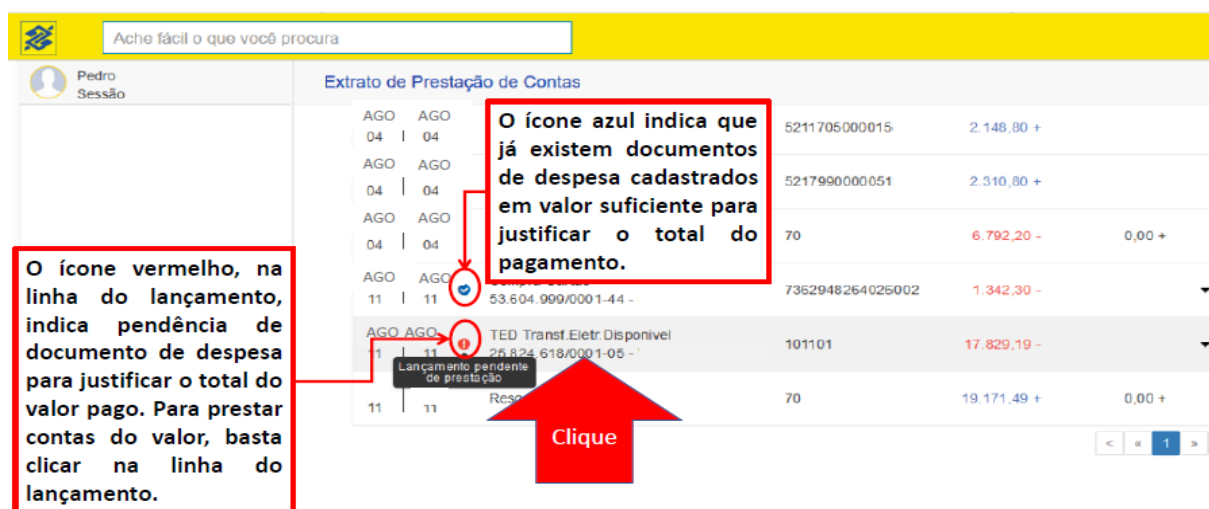 Ache fácil o que você procura
Pedro
Sessão
Extrato de Prestação de Contas
AGO AGO
04 | 04
5211705000015
2.148,80 +
AGO AGO
04 | 04
5217990000051
2.310,80 +
AGO AGO
04 | 04
70
6.792,20 -
0,00 +
O ícone azul indica que
já existem documentos
de despesa cadastrados
em valor suficiente para
justificar o total do
pagamento.
AGO AGO
11 | 11
53.604.999/0001-44 -
7362948264026002
1.342,30 -
AGO AGO
11 11
TED Transf.Eletr.Disponivel
25.824.618/0001-05 -
101101
17.829,19 -
Lançamento pendente
de prestação
11 | 11
70
19.171,49 +
0,00 +
O ícone vermelho, na
linha do lançamento,
indica pendência de
documento de despesa
para justificar o total do
valor pago. Para prestar
contas do valor, basta
clicar na linha do
lançamento.
Clique
< « 1 »